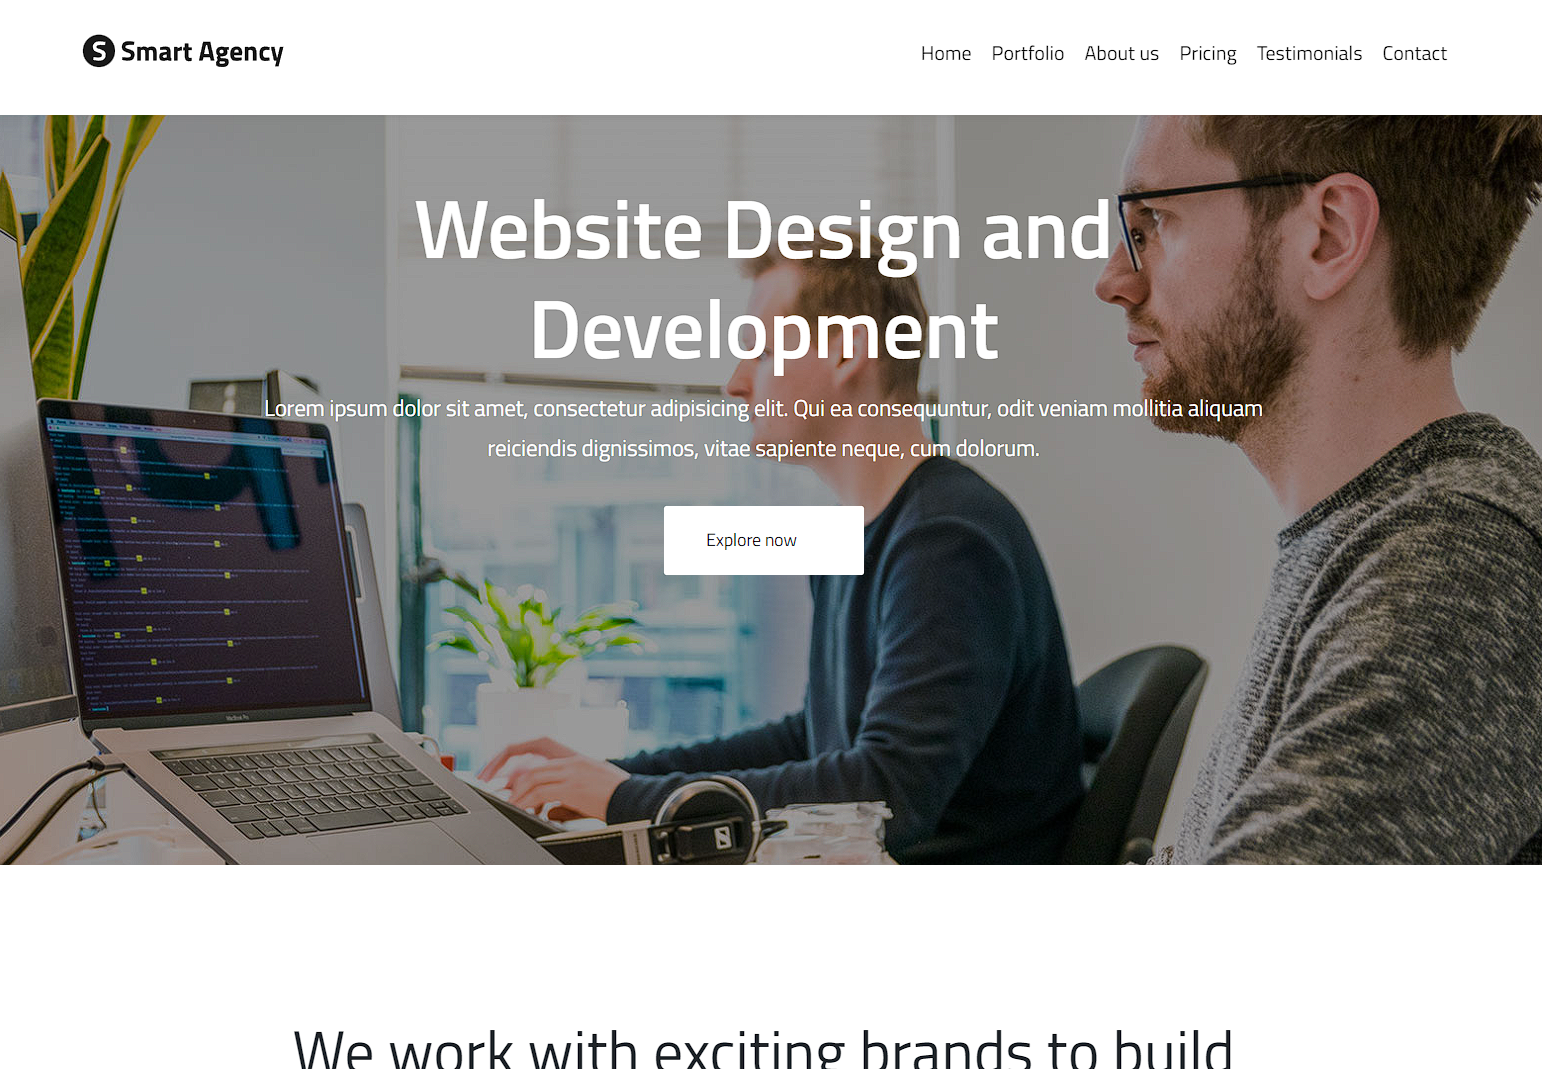 S Smart Agency
Home Portfolio About us Pricing Testimonials Contact
Website Design and
Development
Lorem ipsum dolor sit amet, consectetur adipisicing elit. Qui ea consequuntur, odit veniam mollitia aliquam
reiciendis dignissimos, vitae sapiente neque, cum dolorum.
Explore now
MacBook Pro
We work with exciting brands to build